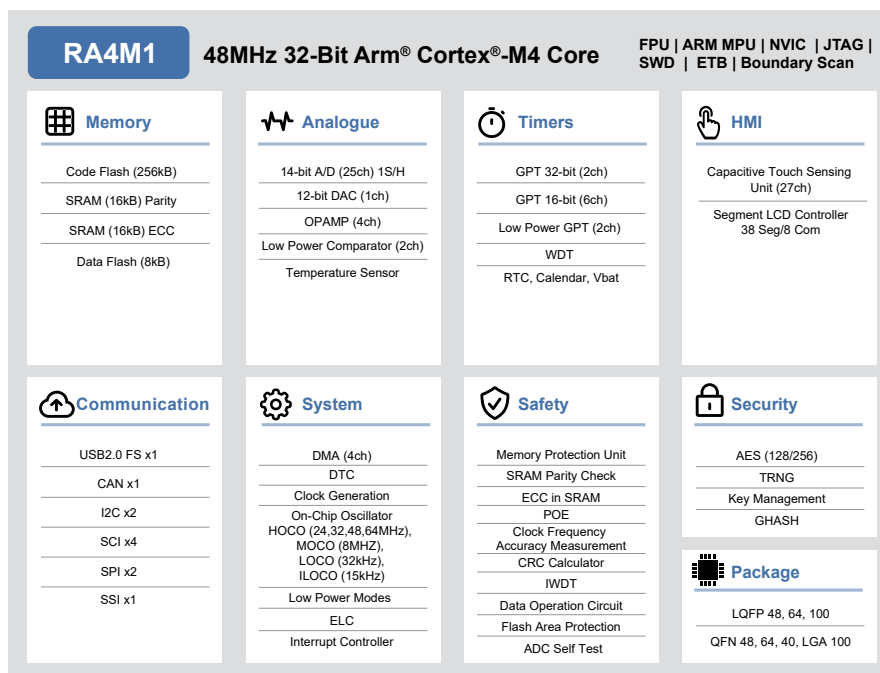 RA4M1
48MHz 32-Bit Arm® Cortex®-M4 Core
FPU | ARM MPU | NVIC | JTAG |
SWD | ETB | Boundary Scan
Memory
Code Flash (256kB)
SRAM (16kB) Parity
SRAM (16kB) ECC
Data Flash (8kB)
Analogue
14-bit A/D (25ch) 1S/H
12-bit DAC (1ch)
OPAMP (4ch)
Low Power Comparator (2ch)
Temperature Sensor
Timers
GPT 32-bit (2ch)
GPT 16-bit (6ch)
Low Power GPT (2ch)
WDT
RTC, Calendar, Vbat
HMI
Capacitive Touch Sensing
Unit (27ch)
Segment LCD Controller
38 Seg/8 Com
Communication
USB2.0 FS x1
CAN x1
I2C x2
SCI x4
SPI x2
SSI x1
System
DMA (4ch)
DTC
Clock Generation
On-Chip Oscillator
HOCO (24,32,48,64MHz),
MOCO (8MHZ),
LOCO (32kHz),
ILOCO (15kHz)
Low Power Modes
ELC
Interrupt Controller
Safety
Memory Protection Unit
SRAM Parity Check
ECC in SRAM
POE
Clock Frequency
Accuracy Measurement
CRC Calculator
IWDT
Data Operation Circuit
Flash Area Protection
ADC Self Test
Security
AES (128/256)
TRNG
Key Management
GHASH
Package
LQFP 48, 64, 100
QFN 48, 64, 40, LGA 100